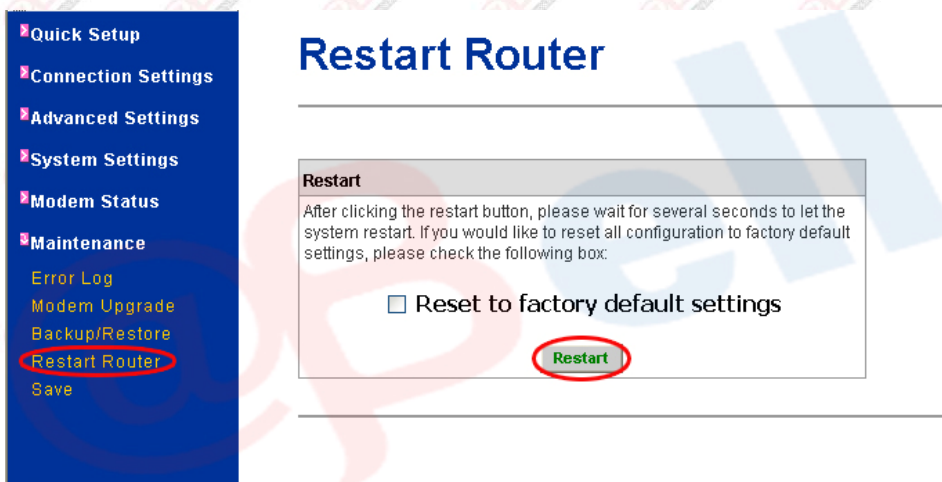 Quick Setup
Connection Settings
Advanced Settings
System Settings
Modem Status
Maintenance
Error Log
Modem Upgrade
Backup/Restore
Restart Router
Save
Restart Router
Restart
After clicking the restart button, please wait for several seconds to let the
system restart. If you would like to reset all configuration to factory default
settings, please check the following box:
Reset to factory default settings
Restart
@Bell